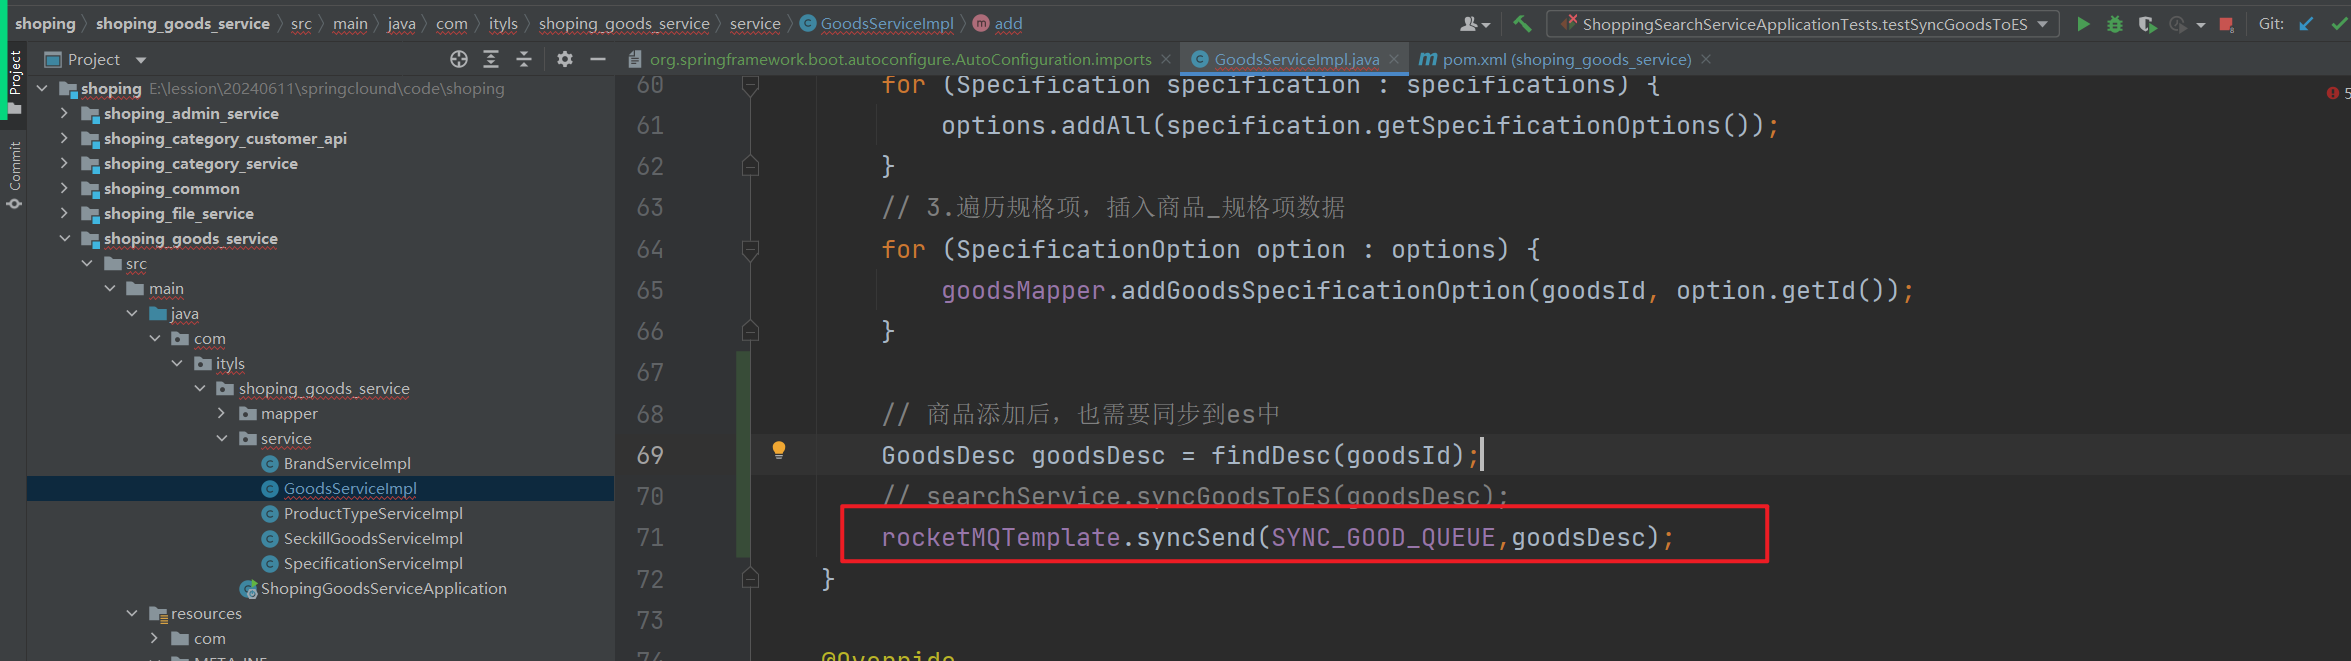 shoping shoping_goods_service src main java com ityls shoping_goods_service service GoodsServiceImpl add ShoppingSearchServiceApplicationTests.testSyncGoodsToES Git:
Project org.springframework.boot.autoconfigure.AutoConfiguration.imports GoodsServiceImpl.java pom.xml (shoping_goods_service)
Project
Commit
shoping E:\lession\20240611\springclound\code\shoping
shoping_admin_service
shoping_category_customer_api
shoping_category_service
shoping_common
shoping_file_service
shoping_goods_service
src
main
java
com
ityls
shoping_goods_service
mapper
service
BrandServiceImpl
GoodsServiceImpl
ProductTypeServiceImpl
SeckillGoodsServiceImpl
SpecificationServiceImpl
ShopingGoodsServiceApplication
resources
com
META-INF
60 for (Specification specification : specifications) {
5
61 options.addAll(specification.getSpecificationOptions());
62 }
63 // 3.遍历规格项，插入商品_规格项数据
64 for (SpecificationOption option : options) {
65 goodsMapper.addGoodsSpecificationOption(goodsId, option.getId());
66 }
67
68 // 商品添加后，也需要同步到es中
69 GoodsDesc goodsDesc = findDesc(goodsId);
70 // searchService.syncGoodsToES(goodsDesc);
71 rocketMQTemplate.syncSend(SYNC_GOOD_QUEUE,goodsDesc);
72 }
73
74 @Override